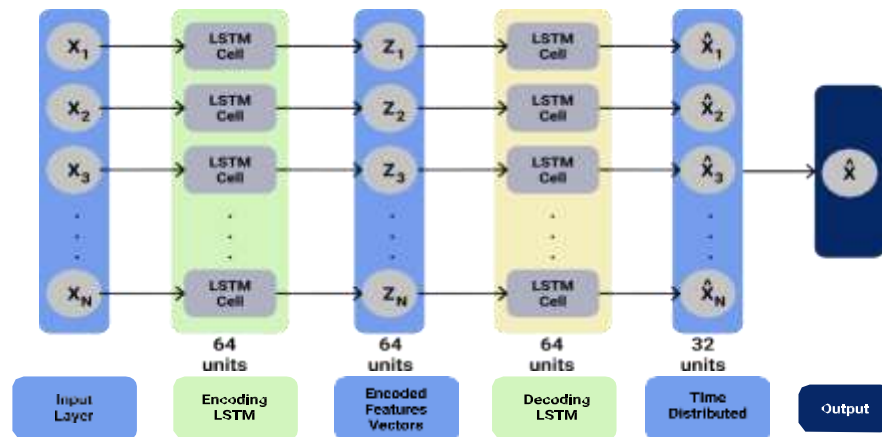 X1 LSTM Cell Z1 LSTM Cell X̂1
X2 LSTM Cell Z2 LSTM Cell X̂2
X3 LSTM Cell Z3 LSTM Cell X̂3 X̂
XN LSTM Cell ZN LSTM Cell X̂N
64 units
64 units
64 units
32 units
Input
Layer
Encoding
LSTM
Encoded
Features
Vectors
Decoding
LSTM
Time
Distributed
Output